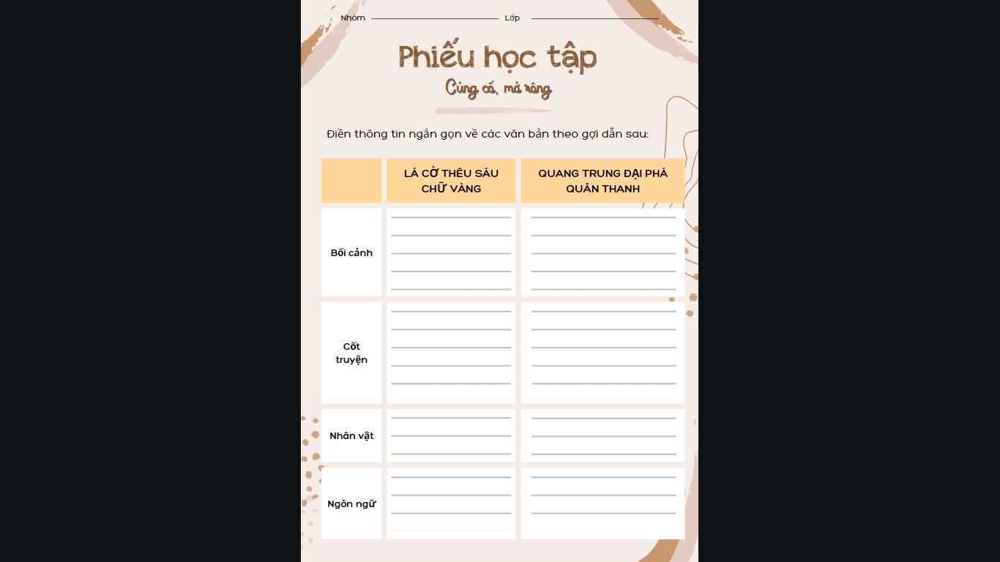 Nhóm Lớp
Phiếu học tập
Củng cố, mở rộng
Điền thông tin ngắn gọn về các văn bản theo gợi dẫn sau:
LÁ CỜ THÊU SÁU
CHỮ VÀNG
QUANG TRUNG ĐẠI PHÁ
QUÂN THANH
Bối cảnh
Cốt
truyện
Nhân vật
Ngôn ngữ